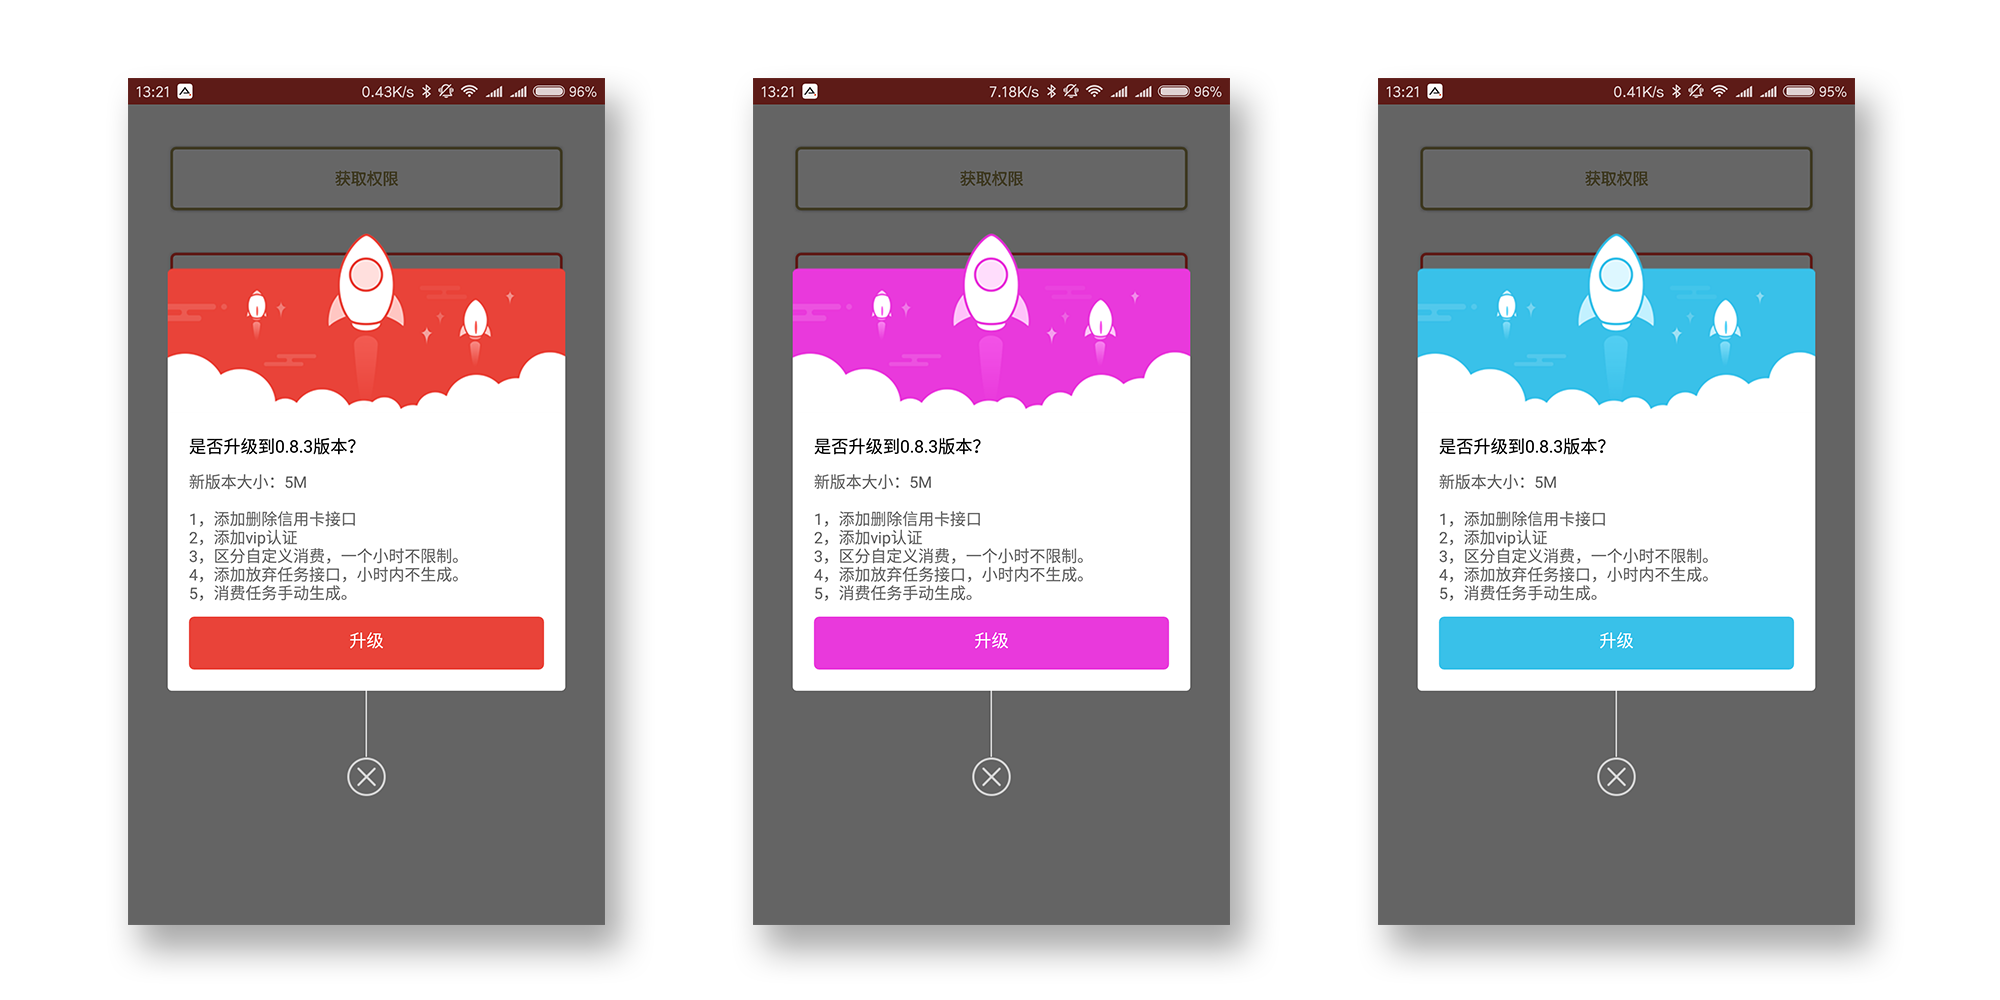 13:21 0.43K/s 96%
获取权限
是否升级到0.8.3版本？
新版本大小：5M
1，添加删除信用卡接口
2，添加vip认证
3，区分自定义消费，一个小时不限制。
4，添加放弃任务接口，小时内不生成。
5，消费任务手动生成。
升级
13:21 7.18K/s 96%
获取权限
是否升级到0.8.3版本？
新版本大小：5M
1，添加删除信用卡接口
2，添加vip认证
3，区分自定义消费，一个小时不限制。
4，添加放弃任务接口，小时内不生成。
5，消费任务手动生成。
升级
13:21 0.41K/s 95%
获取权限
是否升级到0.8.3版本？
新版本大小：5M
1，添加删除信用卡接口
2，添加vip认证
3，区分自定义消费，一个小时不限制。
4，添加放弃任务接口，小时内不生成。
5，消费任务手动生成。
升级